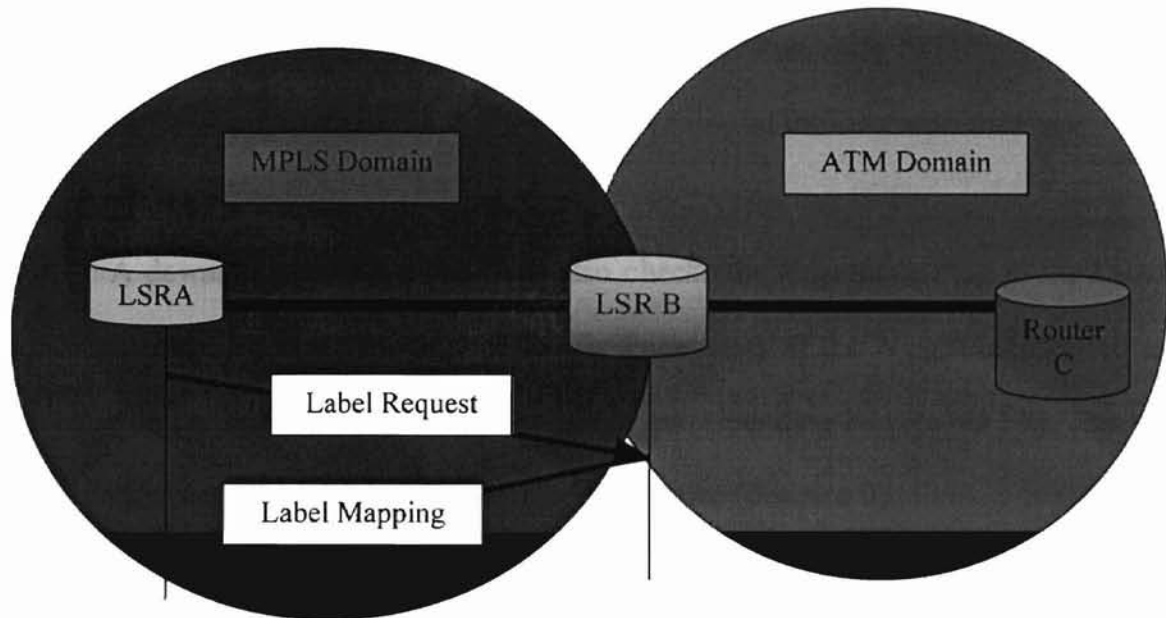 MPLS Domain
ATM Domain
LSRA
LSR B
Router
C
Label Request
Label Mapping